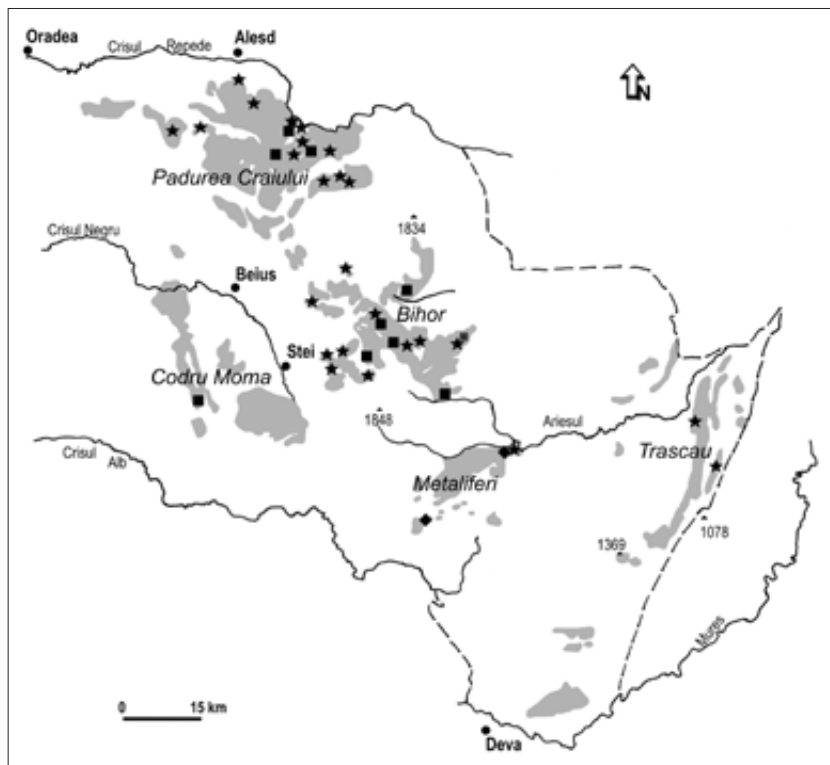 Oradea
Crisul Repede
Alesd
N
Padurea Craiului
1834
Crisul Negru
Beius
Bihor
Stei
Codru Moma
1848
Ariesul
Trascau
Crisul Alb
Metaliferi
1369
1078
Mures
0 15 km
Deva